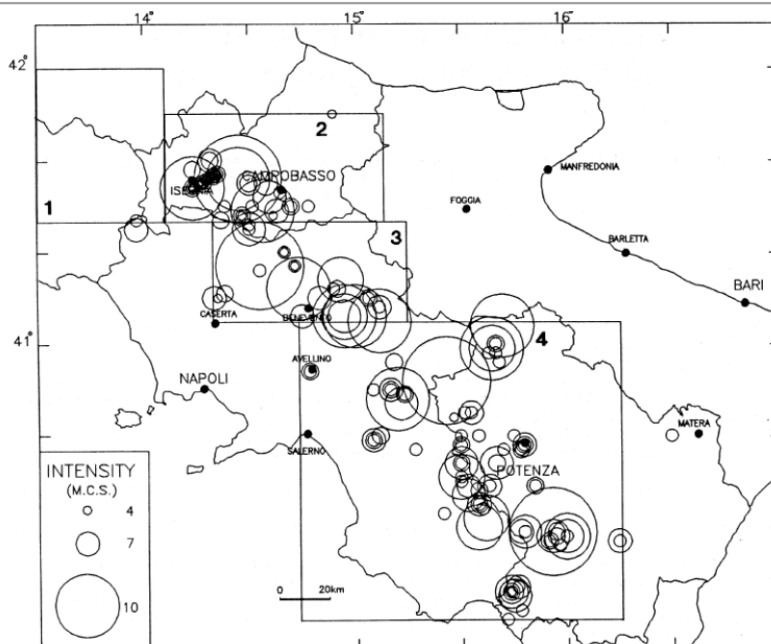 14° 15° 16°
42°
2
CAMPOBASSO
ISERNIA
MANFREDONIA
FOGGIA
1
3
BARLETTA
BARI
BENEVENTO
CASERTA
41°
4
AVELLINO
NAPOLI
MATERA
SALERNO
POTENZA
INTENSITY
(M.C.S.)
4
7
0 20km
10